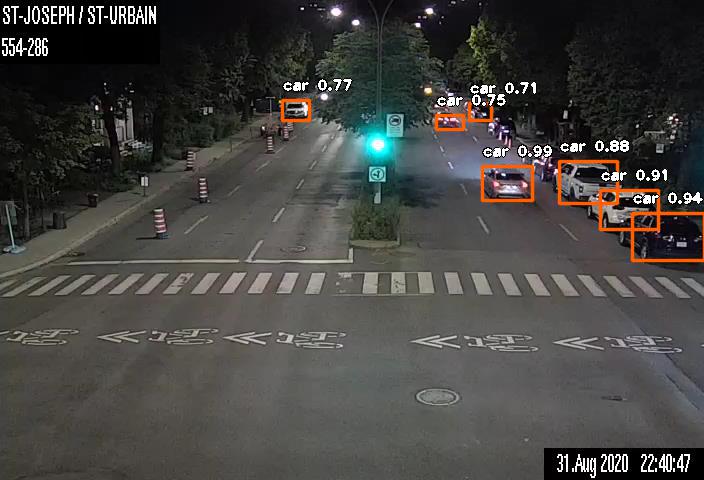 ST-JOSEPH / ST-URBAIN
554-286
car 0.77
car 0.71
car 0.75
car 0.99
car 0.88
car 0.91
car 0.94
31.Aug 2020 22:40:47